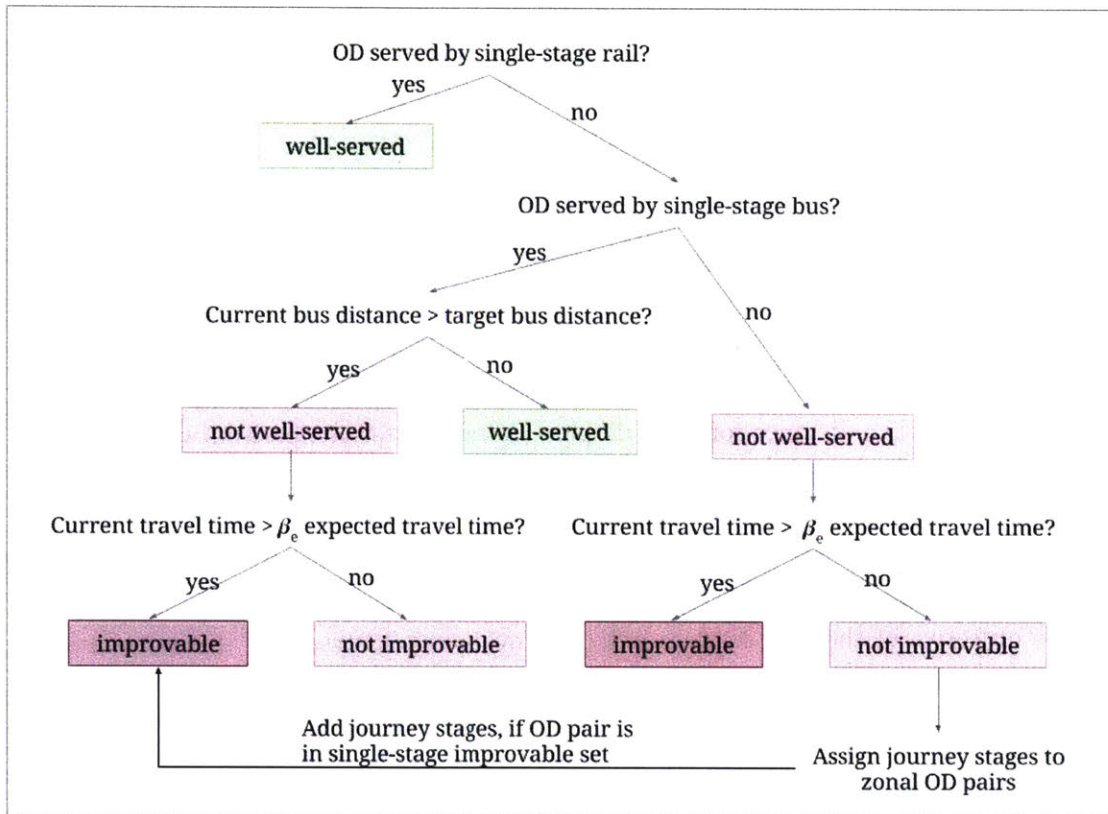 OD served by single-stage rail?
yes
no
well-served
OD served by single-stage bus?
yes
no
Current bus distance > target bus distance?
yes
no
not well-served
well-served
not well-served
Current travel time > βe expected travel time?
Current travel time > βe expected travel time?
yes
no
yes
no
improvable
not improvable
improvable
not improvable
Add journey stages, if OD pair is
in single-stage improvable set
Assign journey stages to
zonal OD pairs